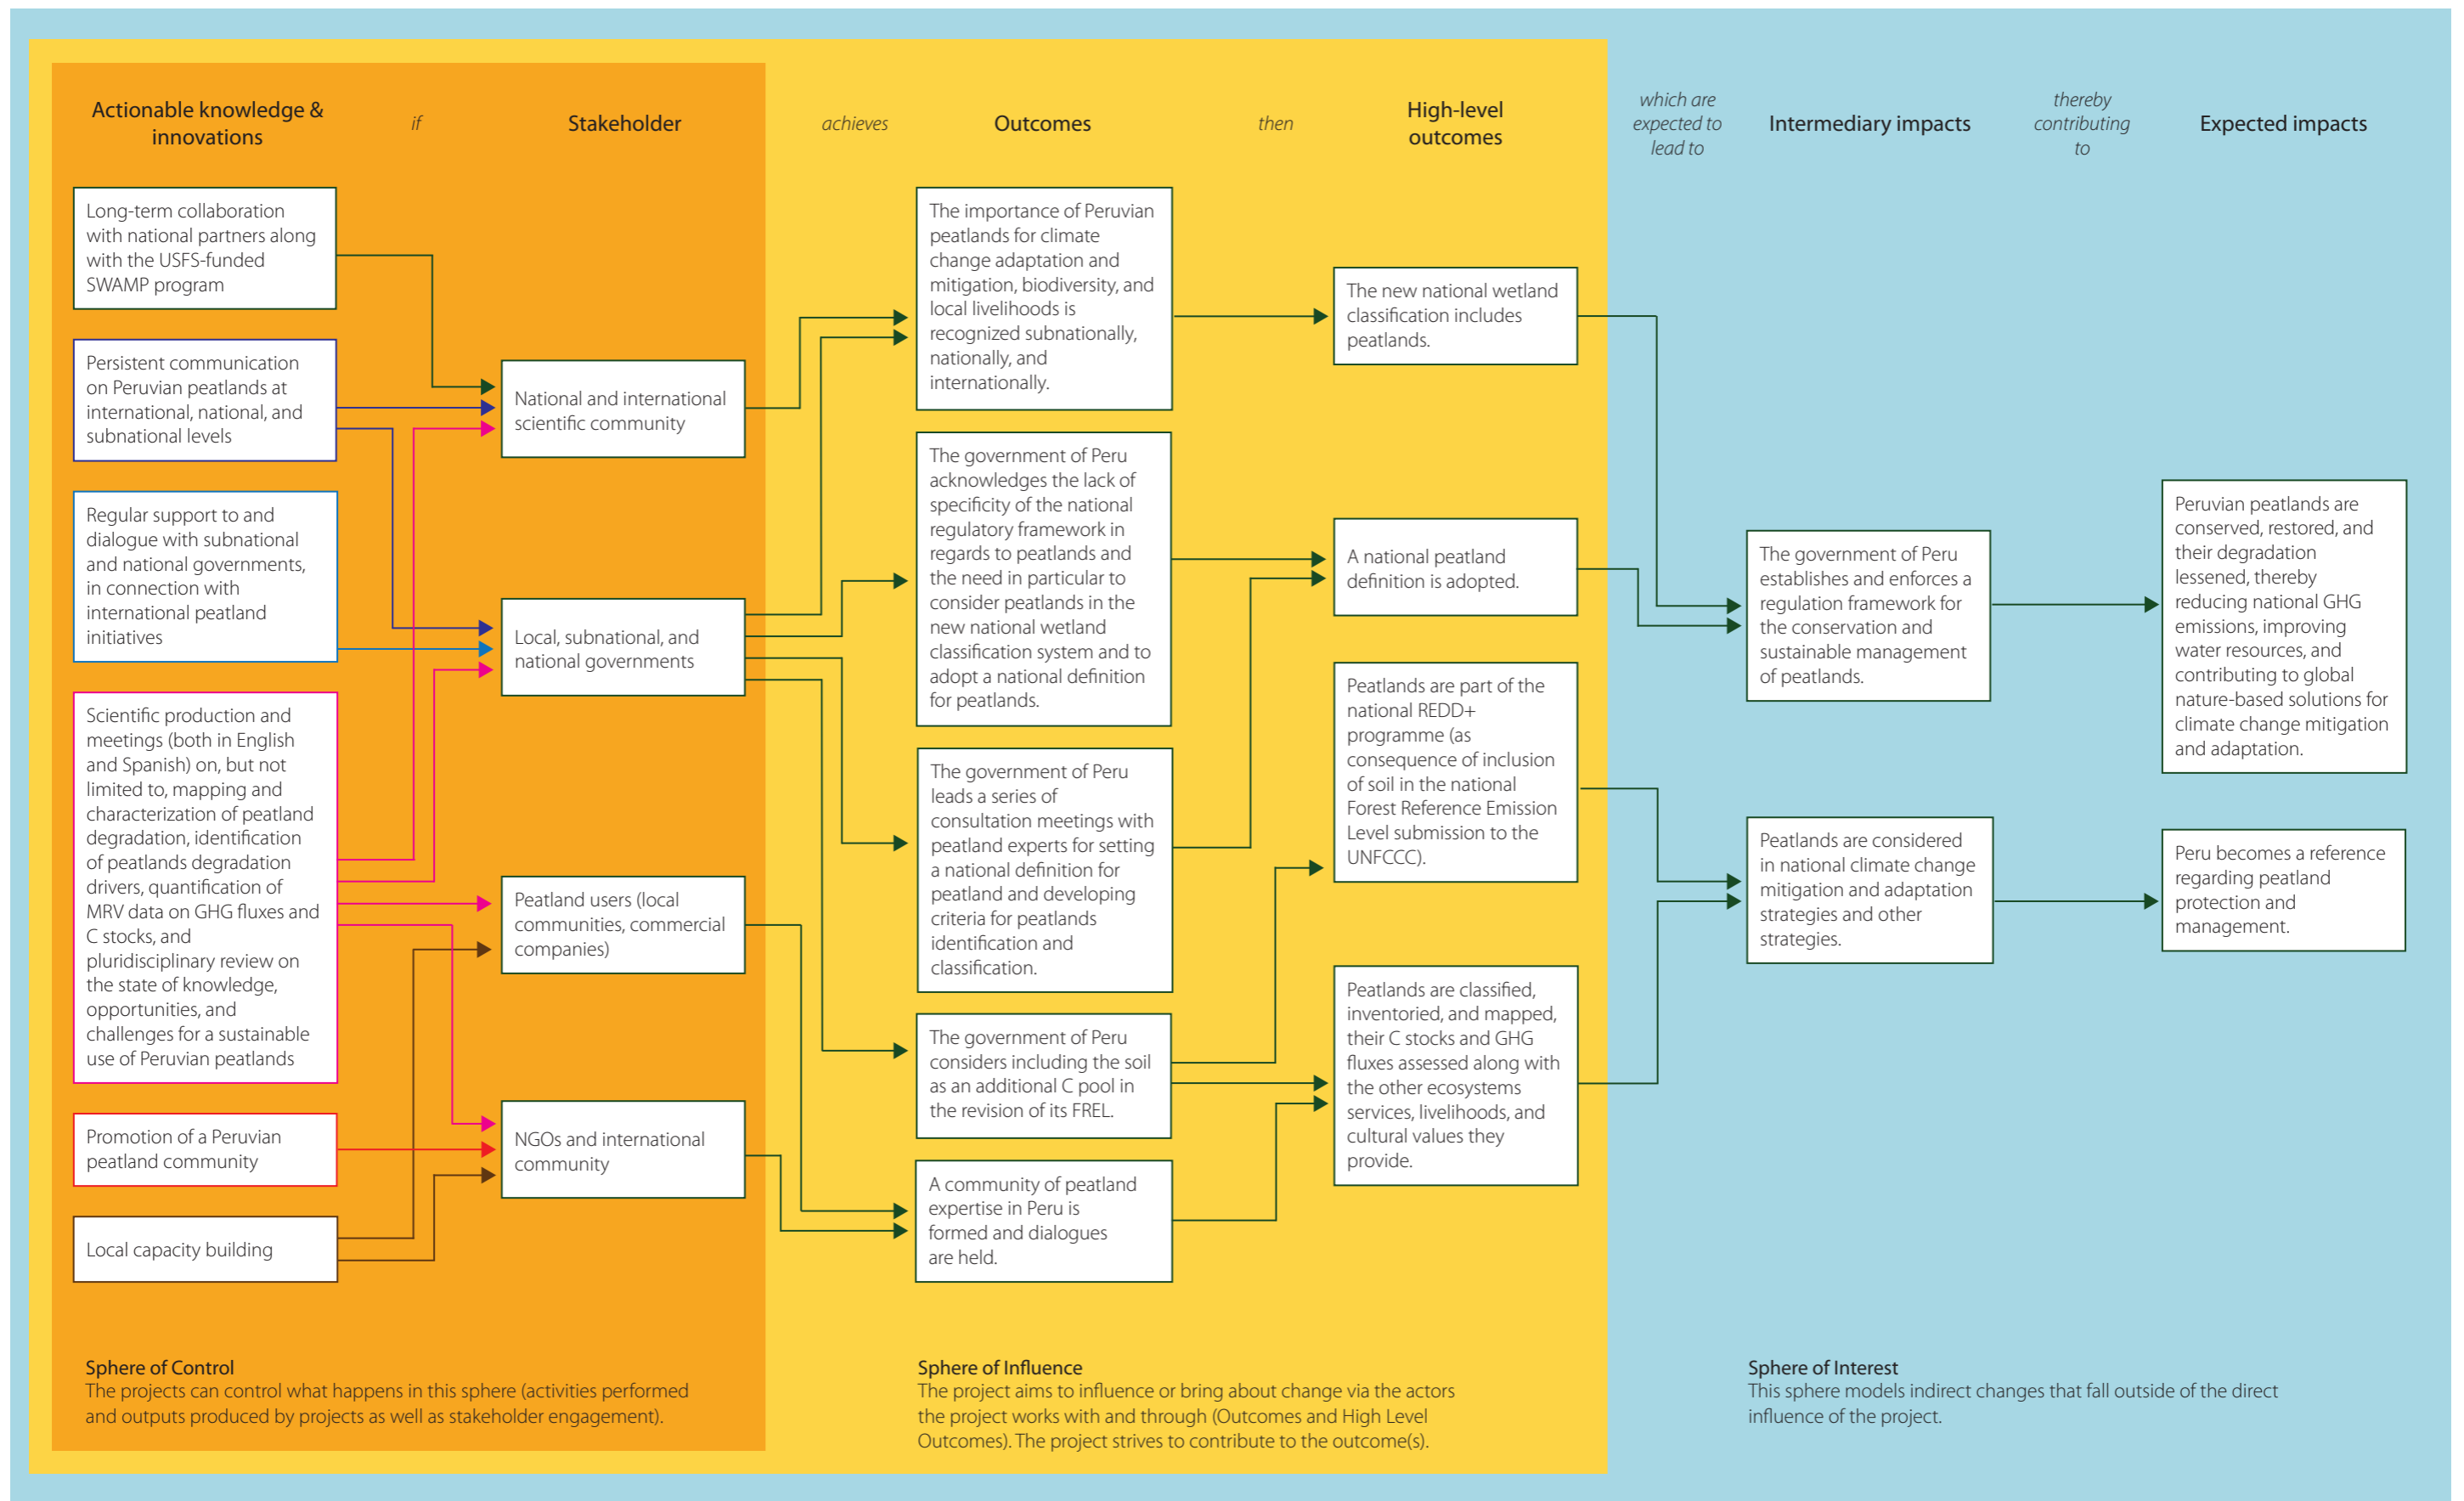 Actionable knowledge &
innovations
if
Stakeholder
achieves
Outcomes
then
High-level
outcomes
which are
expected to
lead to
Intermediary impacts
thereby
contributing
to
Expected impacts
Long-term collaboration
with national partners along
with the USFS-funded
SWAMP program
Persistent communication
on Peruvian peatlands at
international, national, and
subnational levels
Regular support to and
dialogue with subnational
and national governments,
in connection with
international peatland
initiatives
Scientific production and
meetings (both in English
and Spanish) on, but not
limited to, mapping and
characterization of peatland
degradation, identification
of peatlands degradation
drivers, quantification of
MRV data on GHG fluxes and
C stocks, and
pluridisciplinary review on
the state of knowledge,
opportunities, and
challenges for a sustainable
use of Peruvian peatlands
Promotion of a Peruvian
peatland community
Local capacity building
National and international
scientific community
Local, subnational, and
national governments
Peatland users (local
communities, commercial
companies)
NGOs and international
community
The importance of Peruvian
peatlands for climate
change adaptation and
mitigation, biodiversity, and
local livelihoods is
recognized subnationally,
nationally, and
internationally.
The government of Peru
acknowledges the lack of
specificity of the national
regulatory framework in
regards to peatlands and
the need in particular to
consider peatlands in the
new national wetland
classification system and to
adopt a national definition
for peatlands.
The government of Peru
leads a series of
consultation meetings with
peatland experts for setting
a national definition for
peatland and developing
criteria for peatlands
identification and
classification.
The government of Peru
considers including the soil
as an additional C pool in
the revision of its FREL.
A community of peatland
expertise in Peru is
formed and dialogues
are held.
The new national wetland
classification includes
peatlands.
A national peatland
definition is adopted.
Peatlands are part of the
national REDD+
programme (as
consequence of inclusion
of soil in the national
Forest Reference Emission
Level submission to the
UNFCCC).
Peatlands are classified,
inventoried, and mapped,
their C stocks and GHG
fluxes assessed along with
the other ecosystems
services, livelihoods, and
cultural values they
provide.
The government of Peru
establishes and enforces a
regulation framework for
the conservation and
sustainable management
of peatlands.
Peatlands are considered
in national climate change
mitigation and adaptation
strategies and other
strategies.
Peruvian peatlands are
conserved, restored, and
their degradation
lessened, thereby
reducing national GHG
emissions, improving
water resources, and
contributing to global
nature-based solutions for
climate change mitigation
and adaptation.
Peru becomes a reference
regarding peatland
protection and
management.
Sphere of Control
The projects can control what happens in this sphere (activities performed
and outputs produced by projects as well as stakeholder engagement).
Sphere of Influence
The project aims to influence or bring about change via the actors
the project works with and through (Outcomes and High Level
Outcomes). The project strives to contribute to the outcome(s).
Sphere of Interest
This sphere models indirect changes that fall outside of the direct
influence of the project.